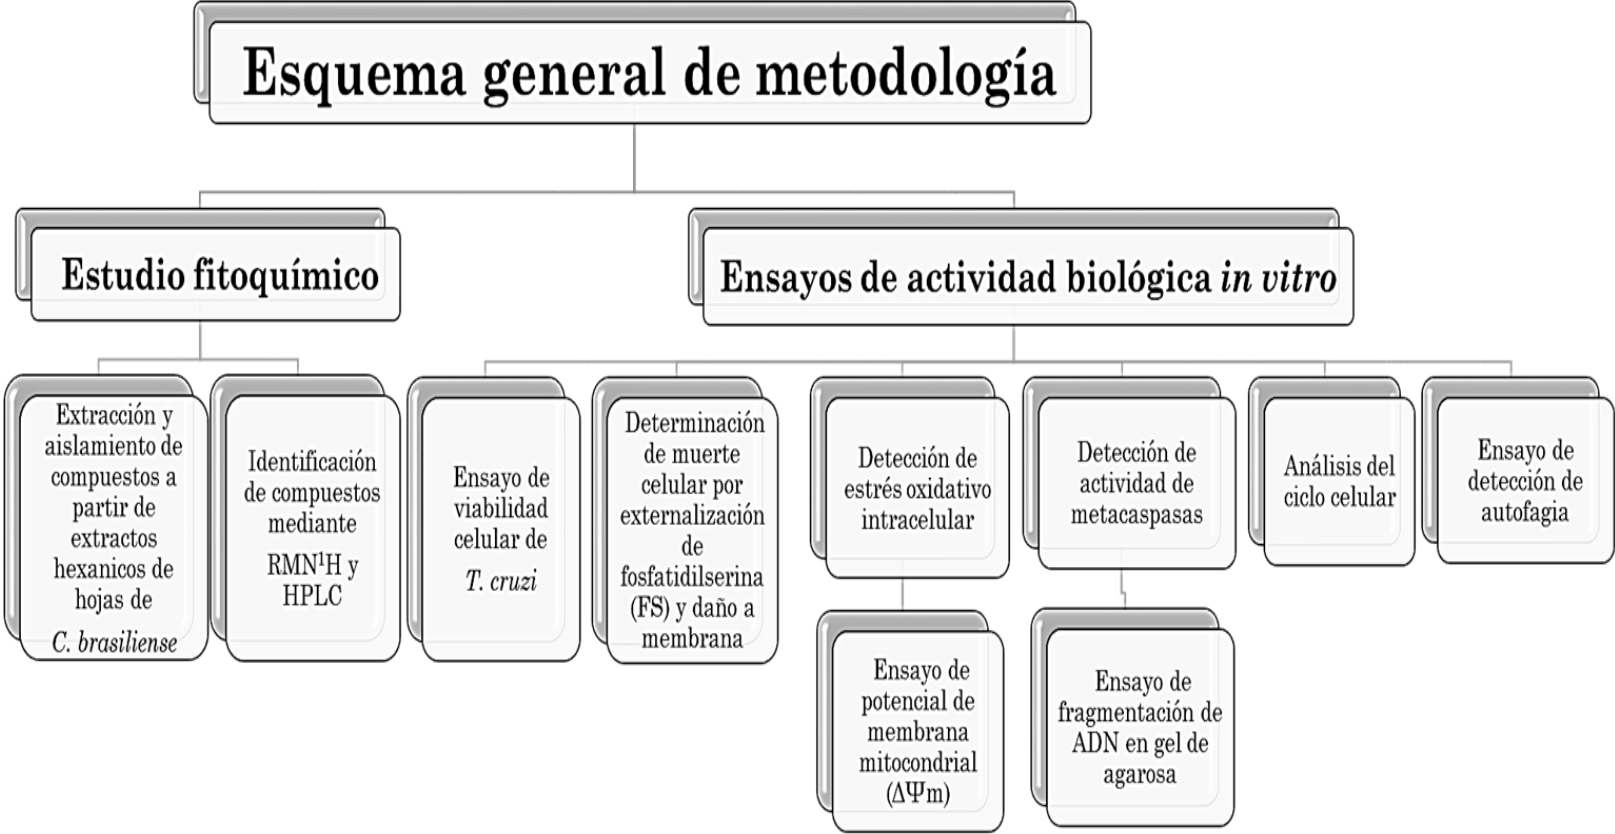 Esquema general de metodología
Estudio fitoquímico
Ensayos de actividad biológica in vitro
Extracción y
aislamiento de
compuestos a
partir de
extractos
hexanicos de
hojas de
C. brasiliense
Identificación
de compuestos
mediante
RMN¹H y
HPLC
Ensayo de
viabilidad
celular de
T. cruzi
Determinación
de muerte
celular por
externalización
de
fosfatidilserina
(FS) y daño a
membrana
Detección de
estrés oxidativo
intracelular
Ensayo de
potencial de
membrana
mitocondrial
(ΔΨm)
Detección de
actividad de
metacaspasas
Ensayo de
fragmentación de
ADN en gel de
agarosa
Análisis del
ciclo celular
Ensayo de
detección de
autofagia